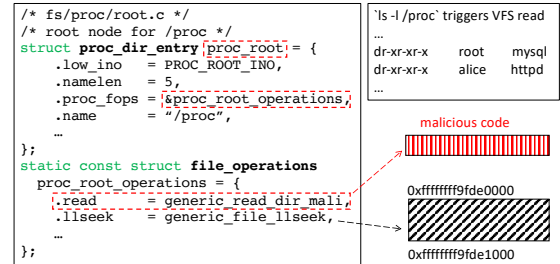 /* fs/proc/root.c */
/* root node for /proc */
struct proc_dir_entry proc_root = {
.low_ino = PROC_ROOT_INO,
.namelen = 5,
.proc_fops = &proc_root_operations,
.name = "/proc",
…
};
static const struct file_operations
proc_root_operations = {
.read = generic_read_dir_mali,
.llseek = generic_file_llseek,
…
};
`ls -l /proc` triggers VFS read
…
dr-xr-xr-x root mysql
dr-xr-xr-x alice httpd
…
malicious code
0xffffffff9fde0000
0xffffffff9fde1000